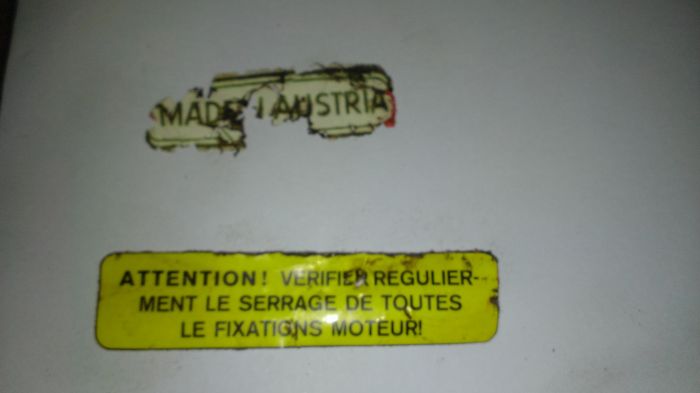 MADE I AUSTRIA
ATTENTION! VERIFIER REGULIER-
MENT LE SERRAGE DE TOUTES
LE FIXATIONS MOTEUR!